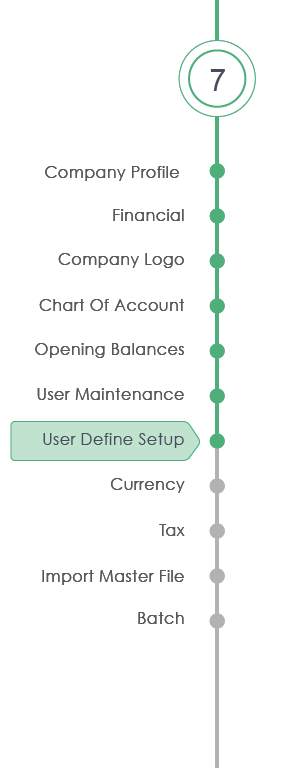 7
Company Profile
Financial
Company Logo
Chart Of Account
Opening Balances
User Maintenance
User Define Setup
Currency
Tax
Import Master File
Batch